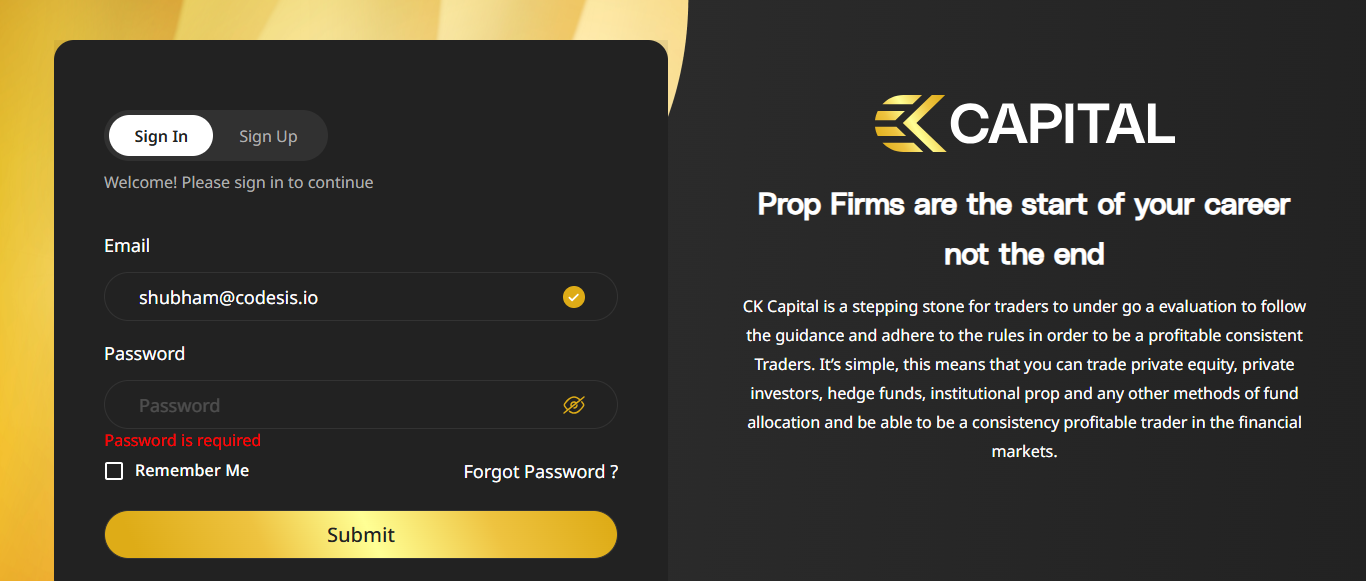 Sign In
Sign Up
Welcome! Please sign in to continue
Email
shubham@codesis.io
Password
Password
Password is required
Remember Me
Forgot Password ?
Submit
CK CAPITAL
Prop Firms are the start of your career
not the end
CK Capital is a stepping stone for traders to under go a evaluation to follow
the guidance and adhere to the rules in order to be a profitable consistent
Traders. It’s simple, this means that you can trade private equity, private
investors, hedge funds, institutional prop and any other methods of fund
allocation and be able to be a consistency profitable trader in the financial
markets.